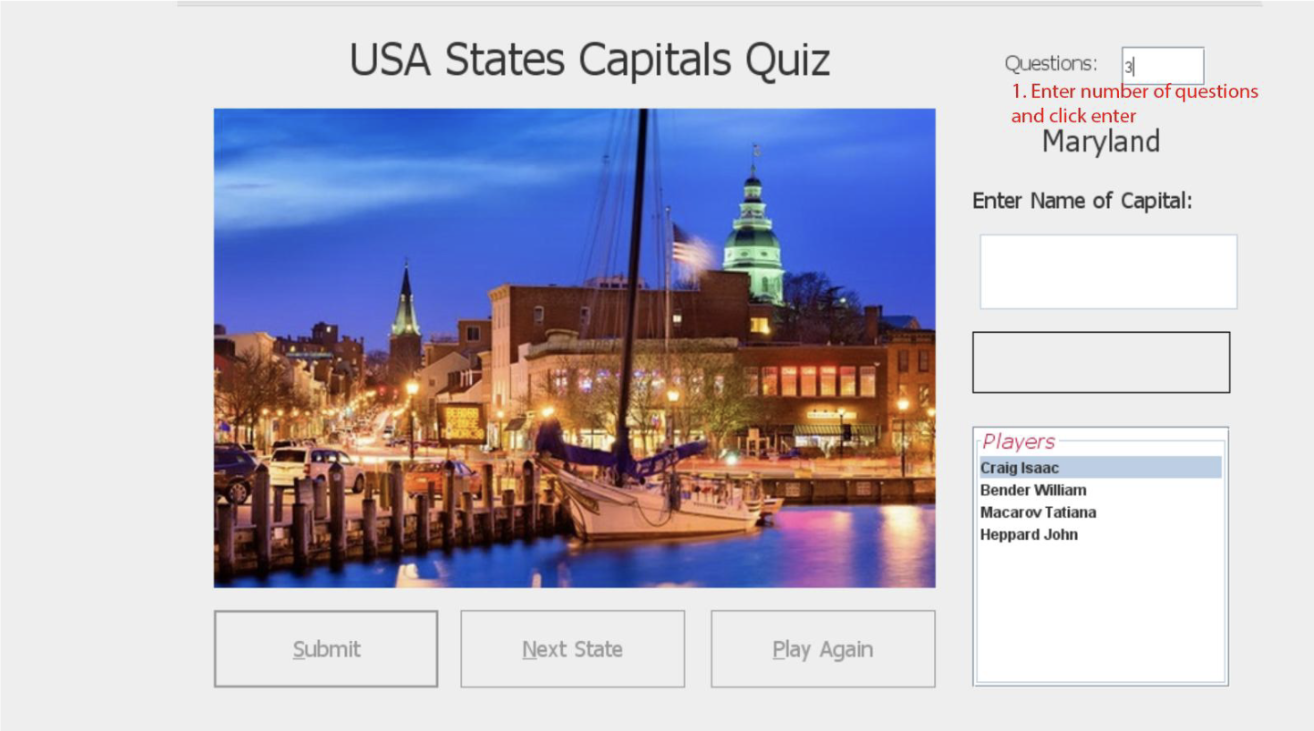 USA States Capitals Quiz
Questions: 3
1. Enter number of questions
and click enter
Maryland
Enter Name of Capital:
Players
Craig Isaac
Bender William
Macarov Tatiana
Heppard John
Submit Next State Play Again